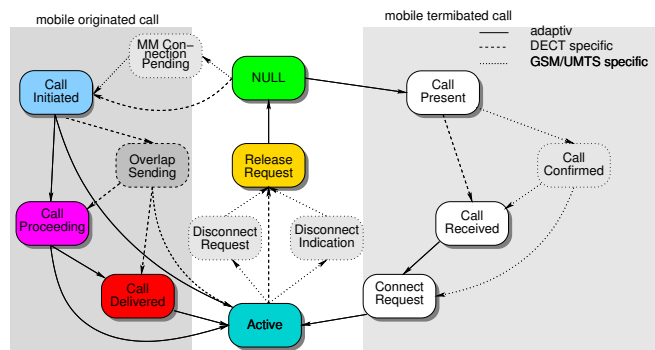 mobile originated call
mobile termibated call
adaptiv
DECT specific
GSM/UMTS specific
MM Con-
nection
Pending
NULL
Call
Initiated
Call
Present
Overlap
Sending
Release
Request
Call
Confirmed
Call
Proceeding
Disconnect
Request
Disconnect
Indication
Call
Received
Call
Delivered
Connect
Request
Active